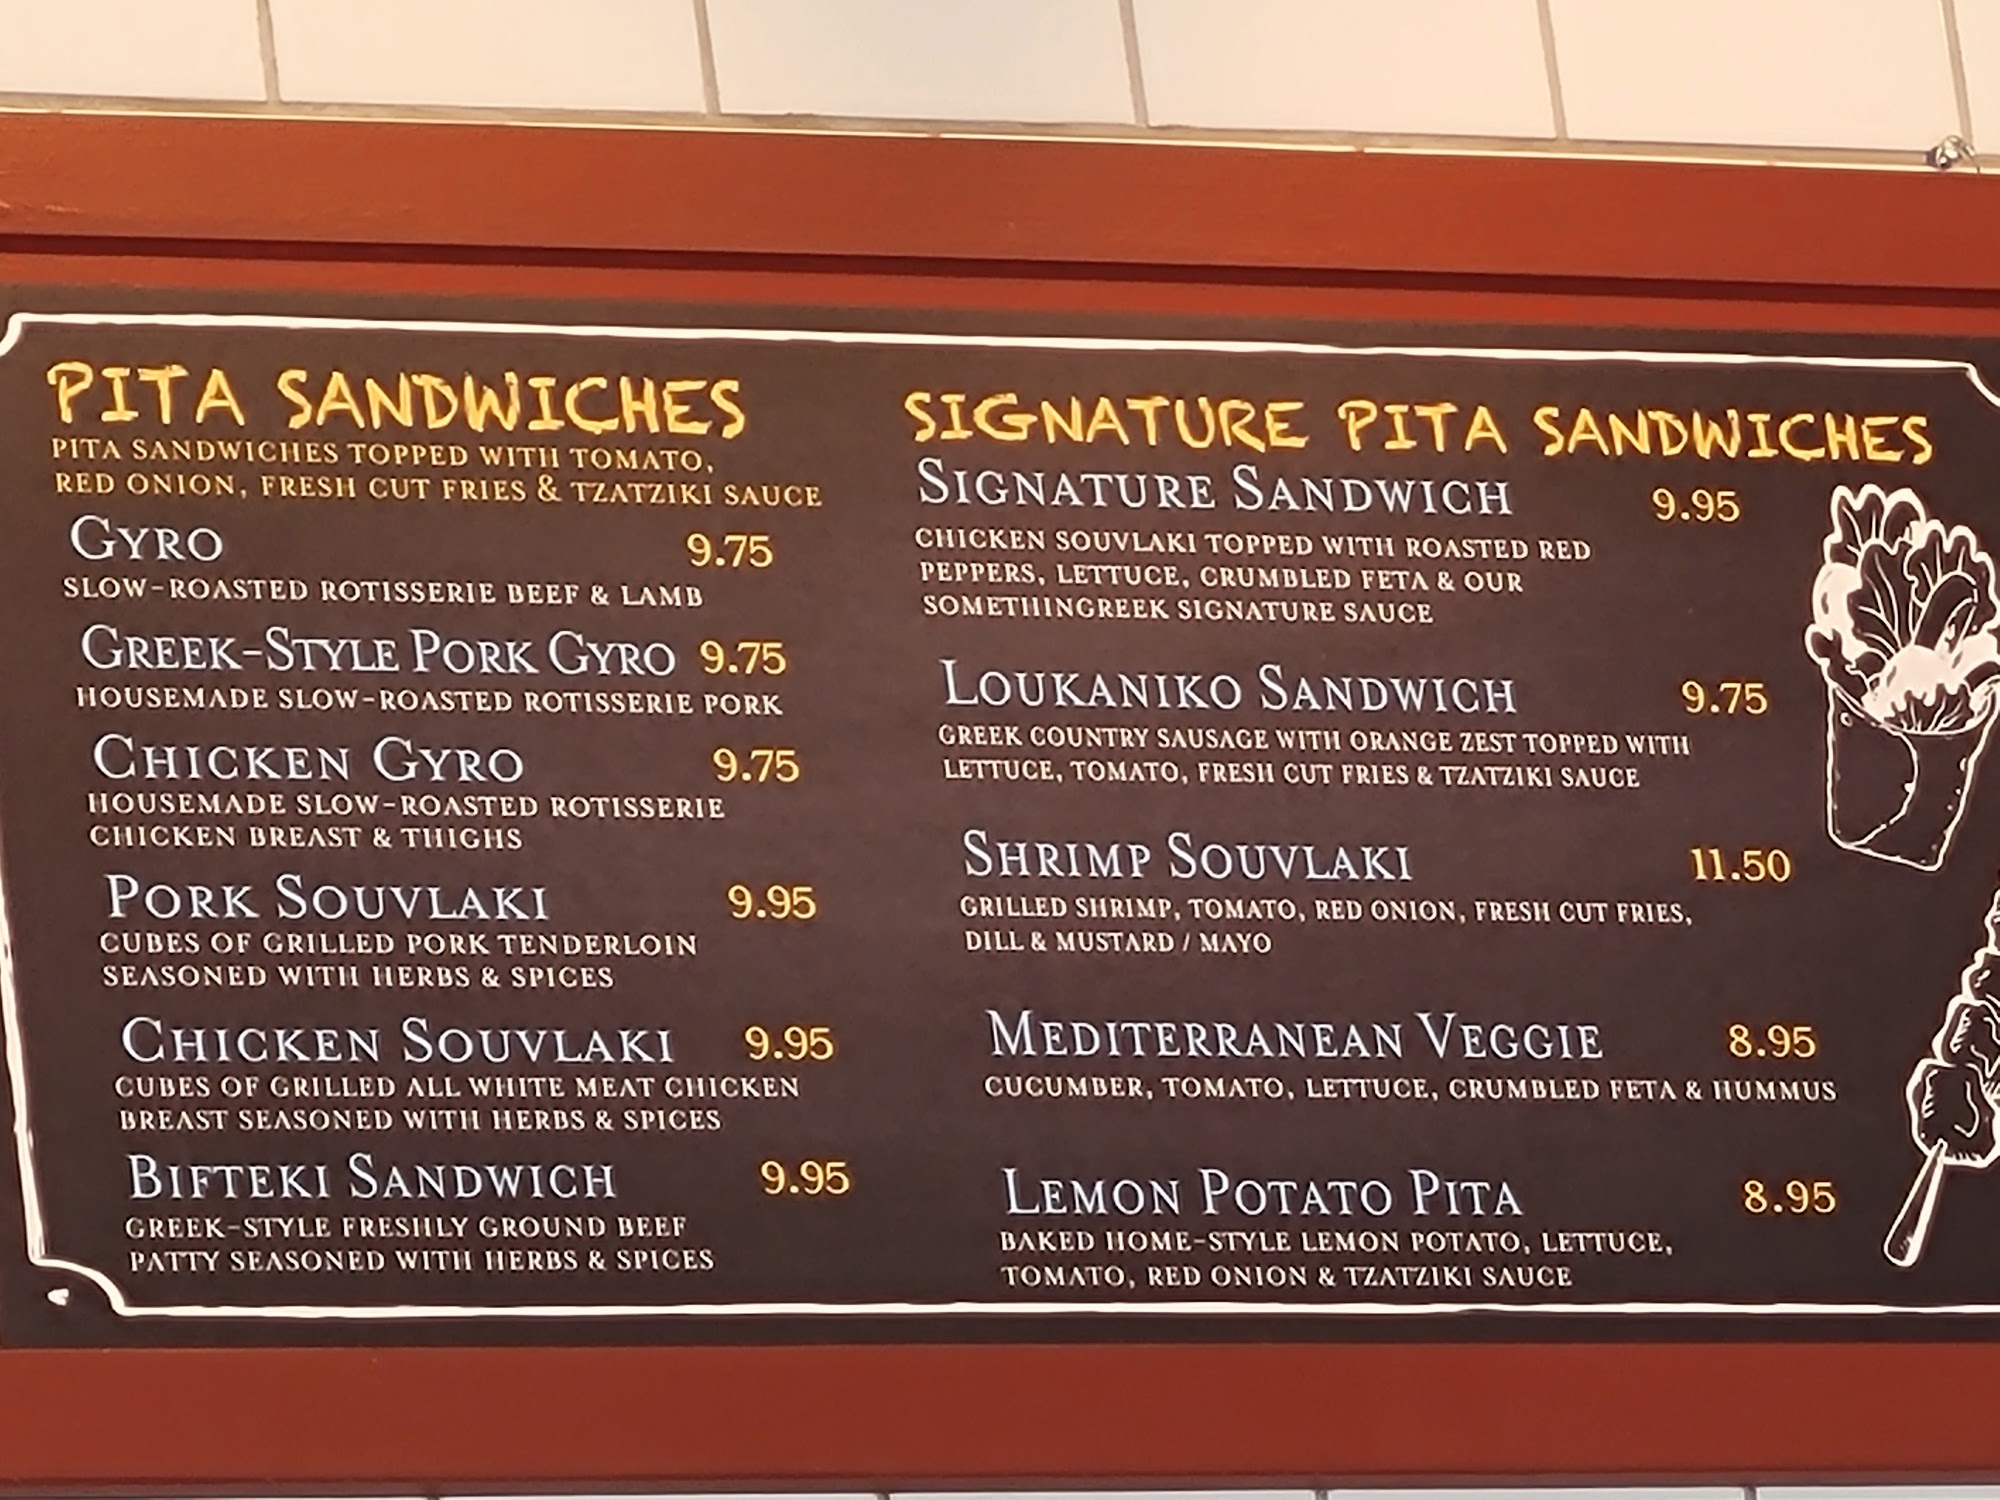 PITA SANDWICHES
PITA SANDWICHES TOPPED WITH TOMATO,
RED ONION, FRESH CUT FRIES & TZATZIKI SAUCE
GYRO 9.75
SLOW-ROASTED ROTISSERIE BEEF & LAMB
GREEK-STYLE PORK GYRO 9.75
HOUSEMADE SLOW-ROASTED ROTISSERIE PORK
CHICKEN GYRO 9.75
HOUSEMADE SLOW-ROASTED ROTISSERIE
CHICKEN BREAST & THIGHS
PORK SOUVLAKI 9.95
CUBES OF GRILLED PORK TENDERLOIN
SEASONED WITH HERBS & SPICES
CHICKEN SOUVLAKI 9.95
CUBES OF GRILLED ALL WHITE MEAT CHICKEN
BREAST SEASONED WITH HERBS & SPICES
BIFTEKI SANDWICH 9.95
GREEK-STYLE FRESHLY GROUND BEEF
PATTY SEASONED WITH HERBS & SPICES
SIGNATURE PITA SANDWICHES
SIGNATURE SANDWICH 9.95
CHICKEN SOUVLAKI TOPPED WITH ROASTED RED
PEPPERS, LETTUCE, CRUMBLED FETA & OUR
SOMETHINGREEK SIGNATURE SAUCE
LOUKANIKO SANDWICH 9.75
GREEK COUNTRY SAUSAGE WITH ORANGE ZEST TOPPED WITH
LETTUCE, TOMATO, FRESH CUT FRIES & TZATZIKI SAUCE
SHRIMP SOUVLAKI 11.50
GRILLED SHRIMP, TOMATO, RED ONION, FRESH CUT FRIES,
DILL & MUSTARD / MAYO
MEDITERRANEAN VEGGIE 8.95
CUCUMBER, TOMATO, LETTUCE, CRUMBLED FETA & HUMMUS
LEMON POTATO PITA 8.95
BAKED HOME-STYLE LEMON POTATO, LETTUCE,
TOMATO, RED ONION & TZATZIKI SAUCE